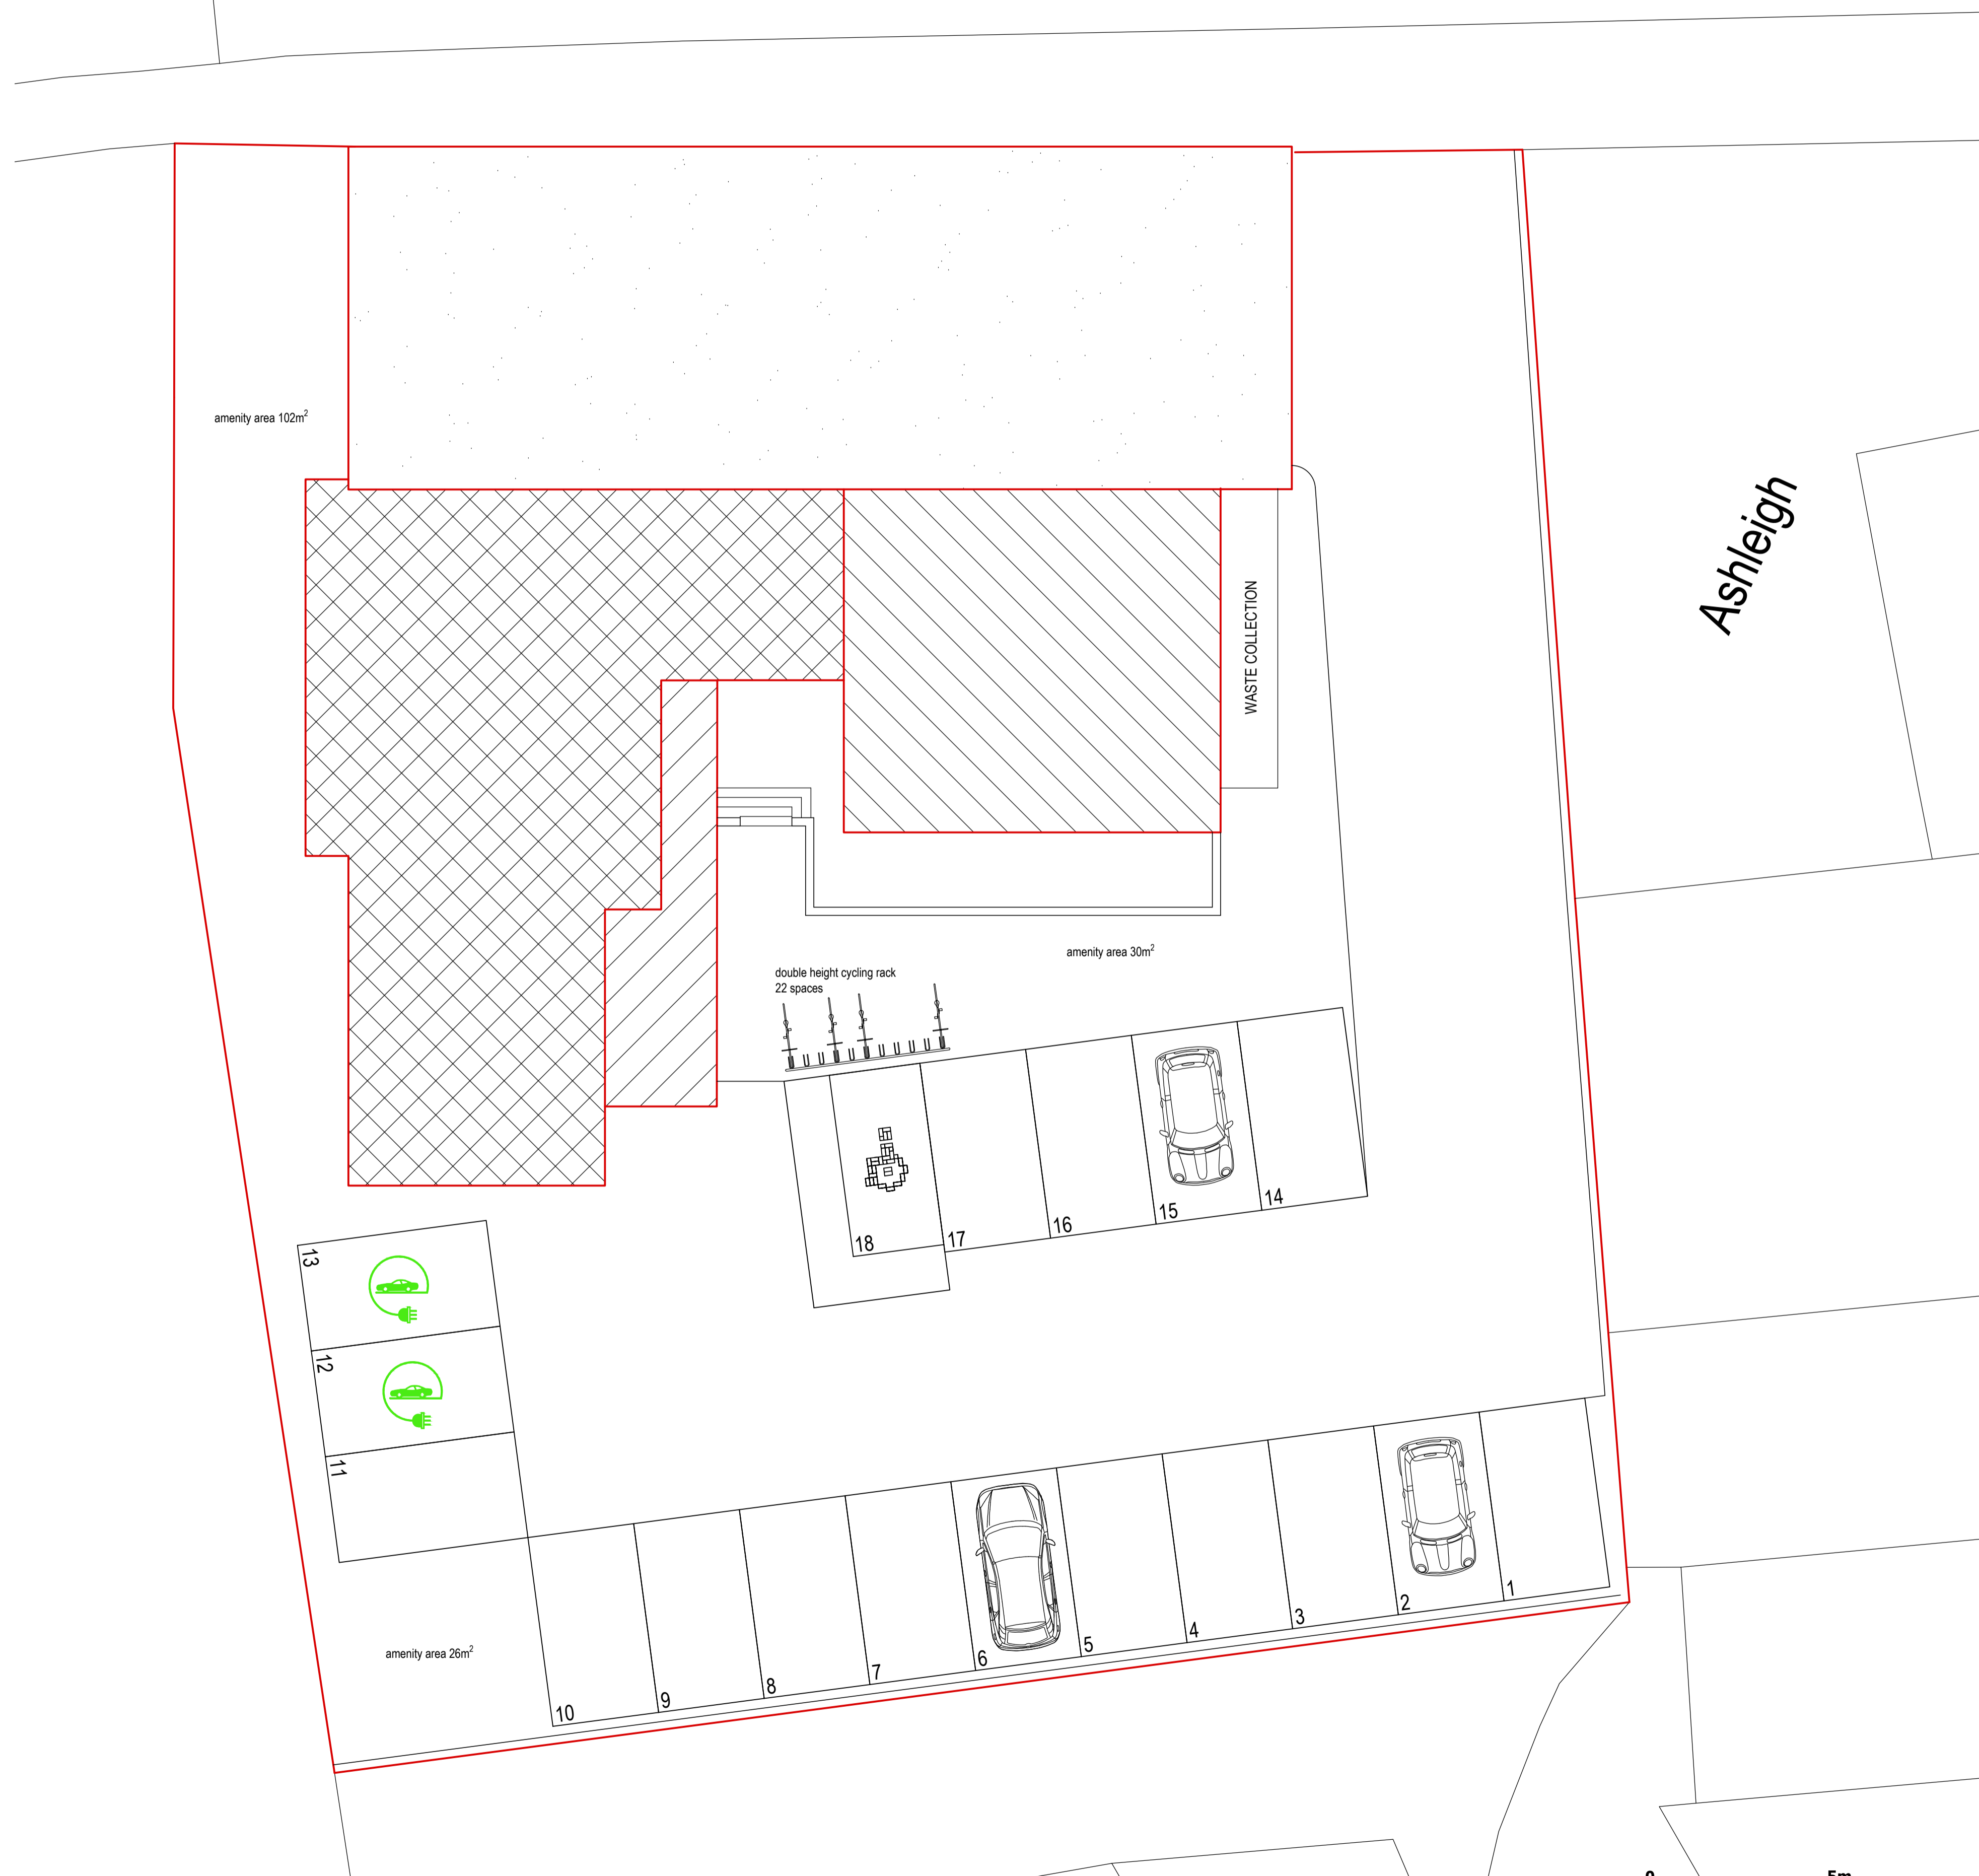 amenity area 102m²
Ashleigh
WASTE COLLECTION
amenity area 30m²
double height cycling rack
22 spaces
14
15
16
17
18
13
12
11
1
2
3
4
5
6
7
8
9
10
amenity area 26m²